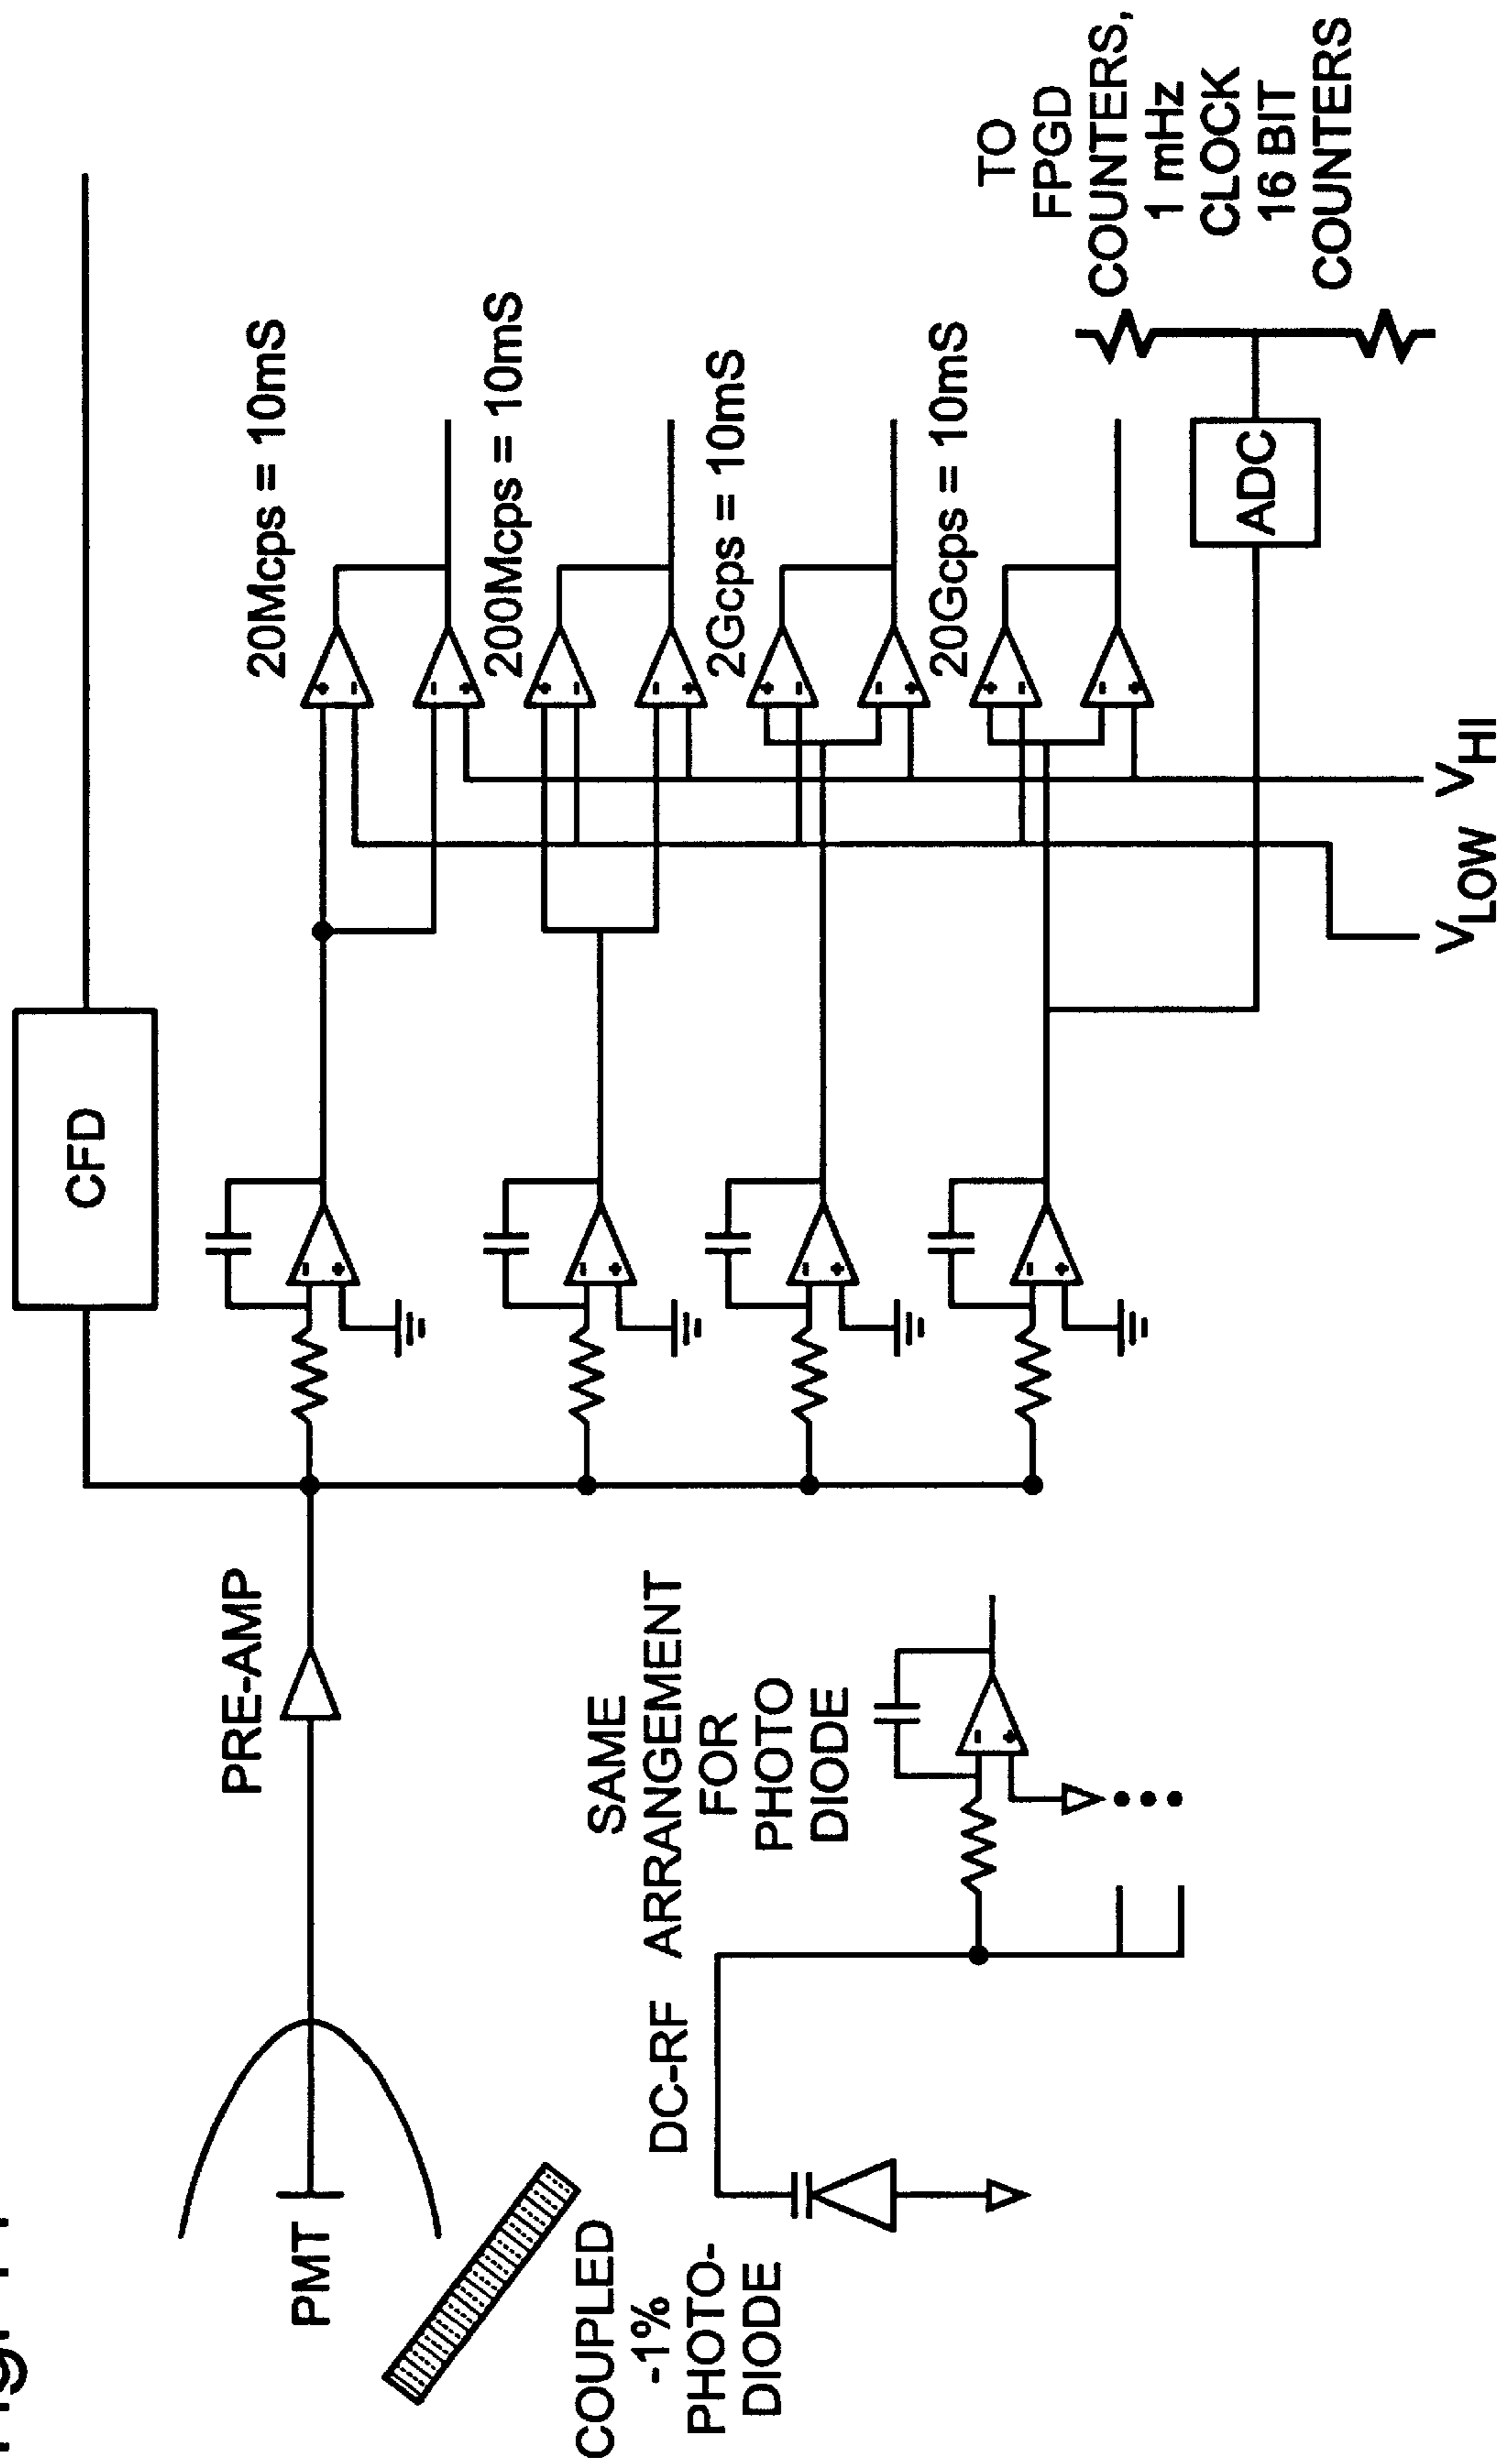 CFD
PRE-AMP
PMT
20Mcps = 10mS
200Mcps = 10mS
2Gcps = 10mS
20Gcps = 10mS
+
-
-
+
+
-
-
+
+
-
-
+
+
-
-
+
-
+
-
+
-
+
-
+
ADC
TO
FPGD
COUNTERS,
1 mHz
CLOCK
16 BIT
COUNTERS
COUPLED
-1%
PHOTO-
DIODE
DC-RF
SAME
ARRANGEMENT
FOR
PHOTO
DIODE
-
+
VLOW
VHI